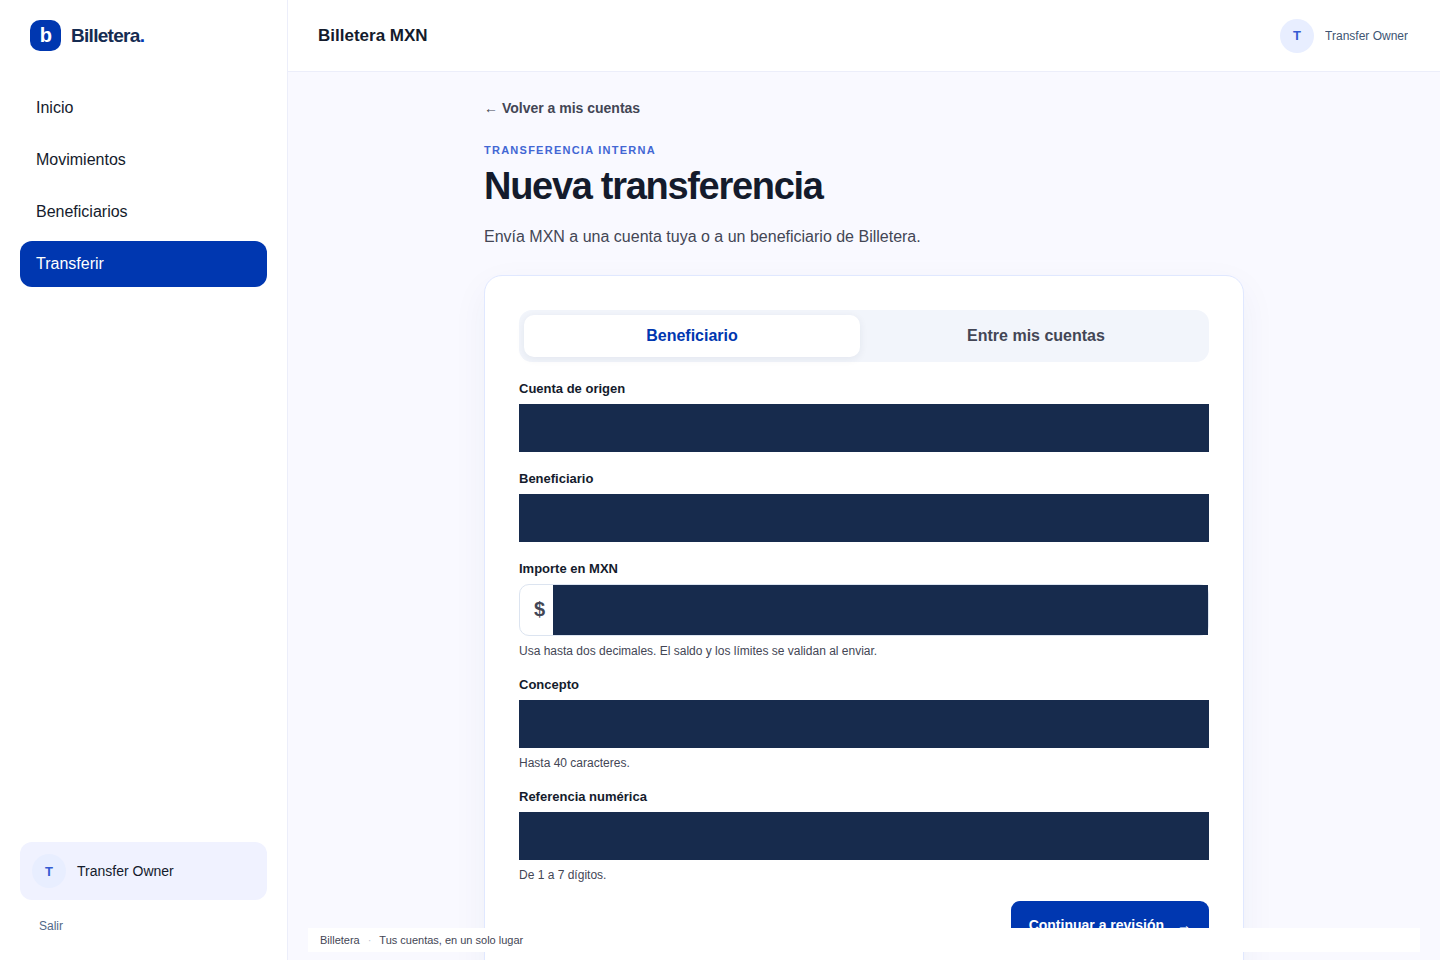 b Billetera.
Inicio
Movimientos
Beneficiarios
Transferir
T Transfer Owner
Salir
Billetera MXN
T Transfer Owner
← Volver a mis cuentas
TRANSFERENCIA INTERNA
Nueva transferencia
Envía MXN a una cuenta tuya o a un beneficiario de Billetera.
Beneficiario Entre mis cuentas
Cuenta de origen
Beneficiario
Importe en MXN
$
Usa hasta dos decimales. El saldo y los límites se validan al enviar.
Concepto
Hasta 40 caracteres.
Referencia numérica
De 1 a 7 dígitos.
Continuar a revisión →
Billetera · Tus cuentas, en un solo lugar